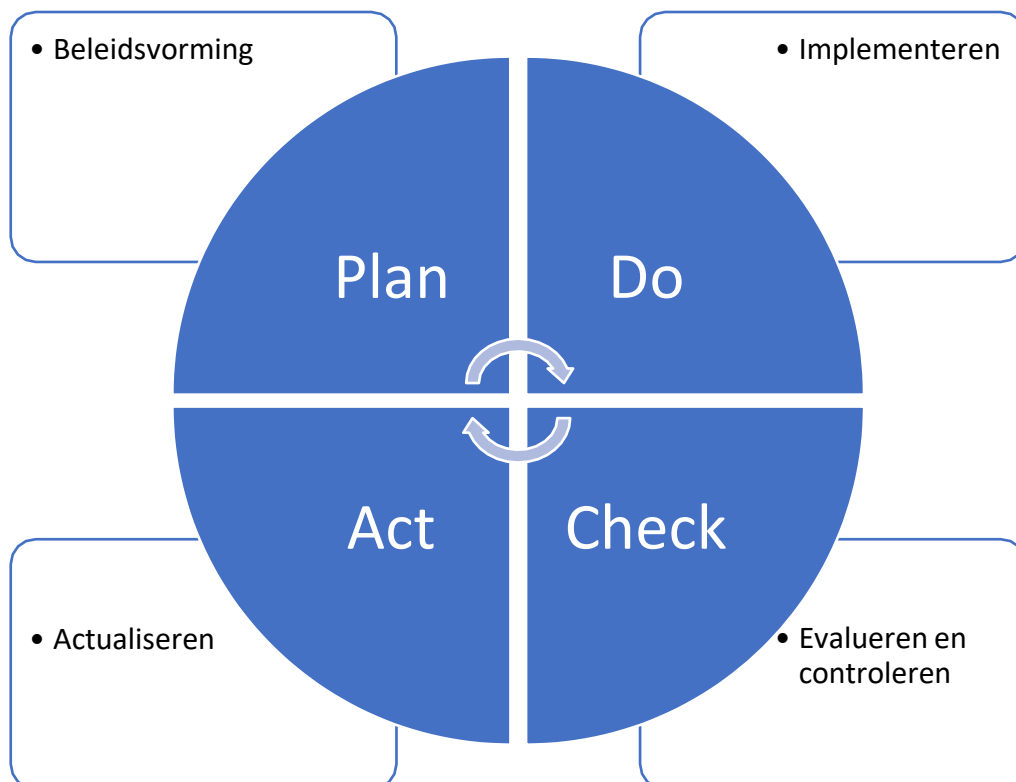 • Beleidsvorming
• Implementeren
Plan
Do
Act
Check
• Actualiseren
• Evalueren en
controleren